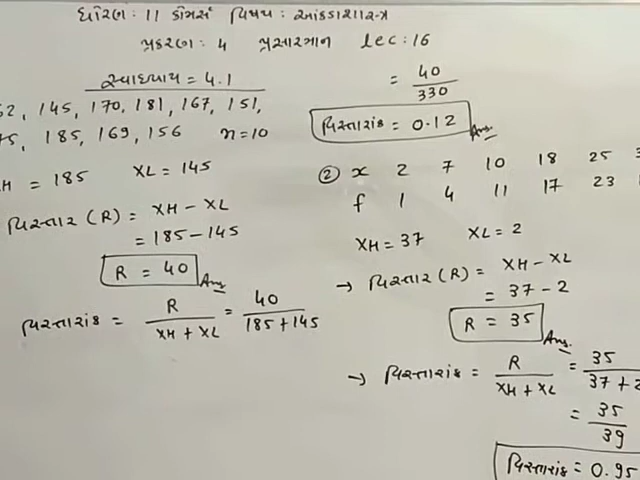 ધોરણ : 11 કોમર્સ વિષય : આંકડાશાસ્ત્ર
પ્રકરણ : 4 પ્રસારમાન lec : 16
સ્વાધ્યાય = 4.1
52, 145, 170, 181, 167, 151,
75, 185, 169, 156 n = 10
XH = 185 XL = 145
વિસ્તાર (R) = XH − XL
= 185 − 145
R = 40 Ans
વિસ્તારાંક = R / XH + XL = 40 / 185 + 145
= 40 / 330
વિસ્તારાંક = 0.12 Ans
② x 2 7 10 18 25
f 1 4 11 17 23
XH = 37 XL = 2
→ વિસ્તાર (R) = XH − XL
= 37 − 2
R = 35 Ans
→ વિસ્તારાંક = R / XH + XL = 35 / 37 + 2
= 35 / 39
વિસ્તારાંક = 0.95